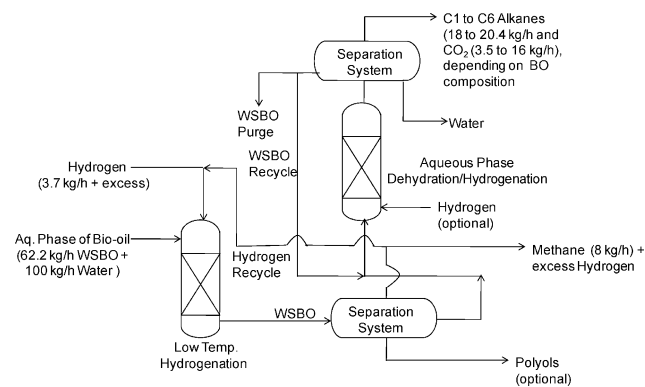 C1 to C6 Alkanes
(18 to 20.4 kg/h and
CO2 (3.5 to 16 kg/h),
depending on BO
composition
Separation
System
WSBO
Purge
Water
WSBO
Recycle
Aqueous Phase
Dehydration/Hydrogenation
Hydrogen
(3.7 kg/h + excess)
Hydrogen
(optional)
Aq. Phase of Bio-oil
(62.2 kg/h WSBO +
100 kg/h Water )
Hydrogen
Recycle
Methane (8 kg/h) +
excess Hydrogen
WSBO
Separation
System
Low Temp.
Hydrogenation
Polyols
(optional)